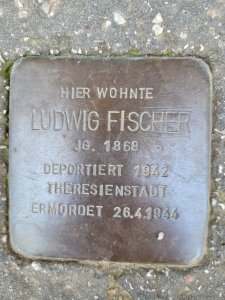 HIER WOHNTE
LUDWIG FISCHER
JG. 1868
DEPORTIERT 1942
THERESIENSTADT
ERMORDET 26.4.1944